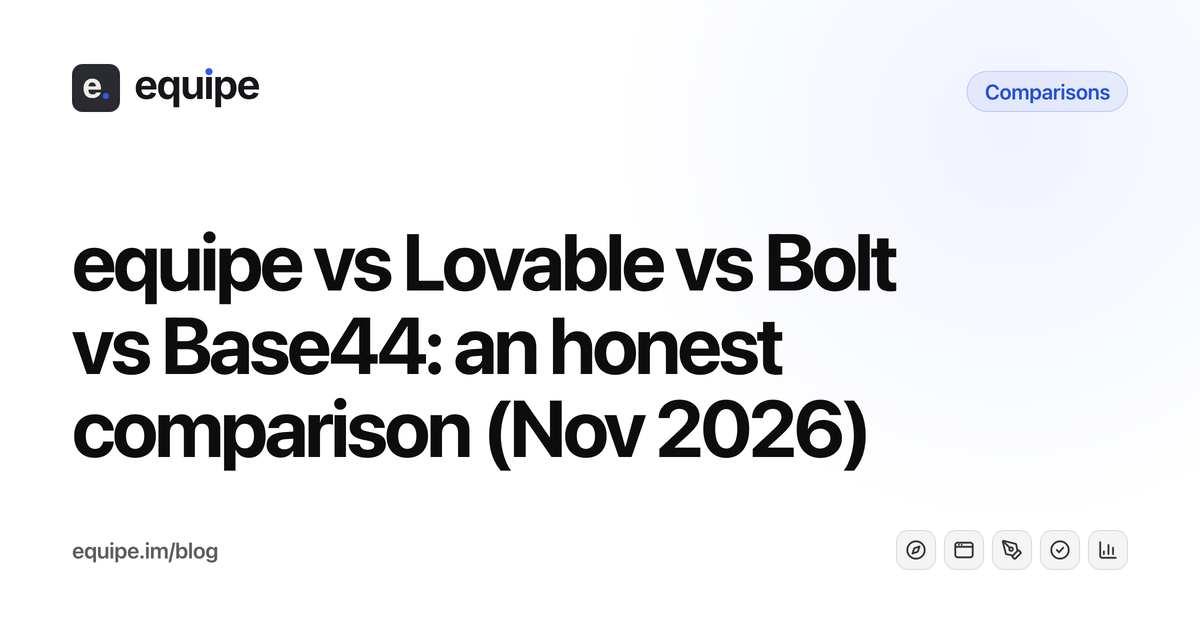 e. equipe
Comparisons
equipe vs Lovable vs Bolt
vs Base44: an honest
comparison (Nov 2026)
equipe.im/blog